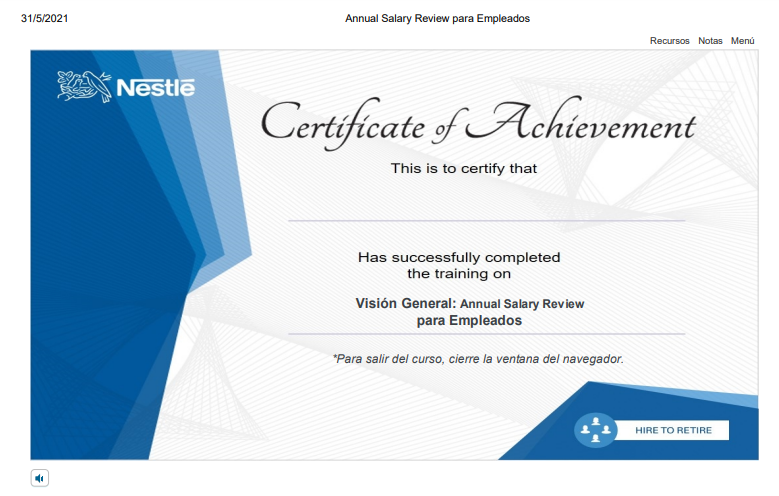 31/5/2021
Annual Salary Review para Empleados
Recursos Notas Menú
Nestlé
Certificate of Achievement
This is to certify that
Has successfully completed
the training on
Visión General: Annual Salary Review
para Empleados
*Para salir del curso, cierre la ventana del navegador.
HIRE TO RETIRE